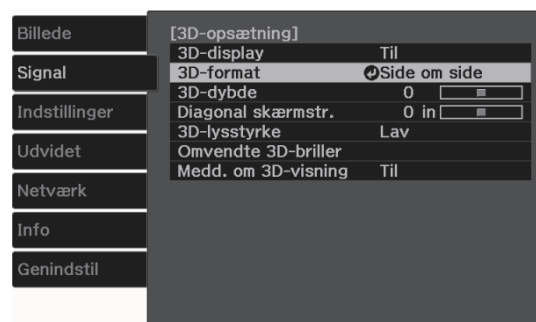 Billede
Signal
Indstillinger
Udvidet
Netværk
Info
Genindstil
[3D-opsætning]
3D-display Til
3D-format Side om side
3D-dybde 0
Diagonal skærmstr. 0 in
3D-lysstyrke Lav
Omvendte 3D-briller
Medd. om 3D-visning Til